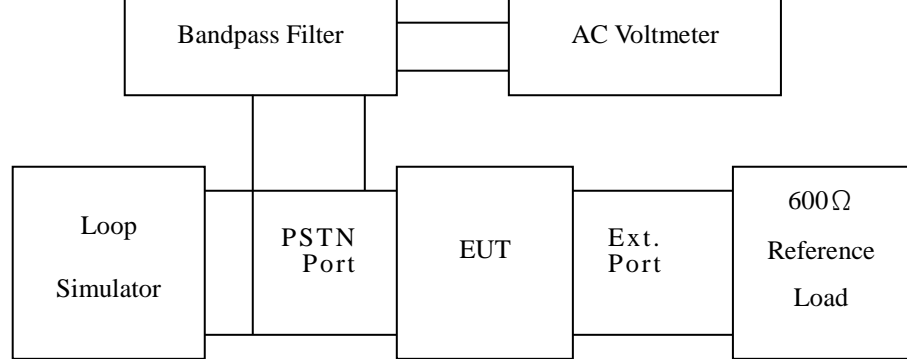 Bandpass Filter
AC Voltmeter
Loop
Simulator
PSTN
Port
EUT
Ext.
Port
600Ω
Reference
Load